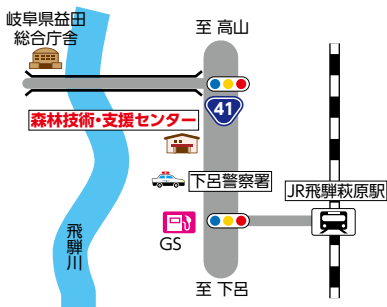 岐阜県益田
総合庁舎
至 高山
41
森林技術・支援センター
下呂警察署
JR飛騨萩原駅
GS
飛騨川
至 下呂